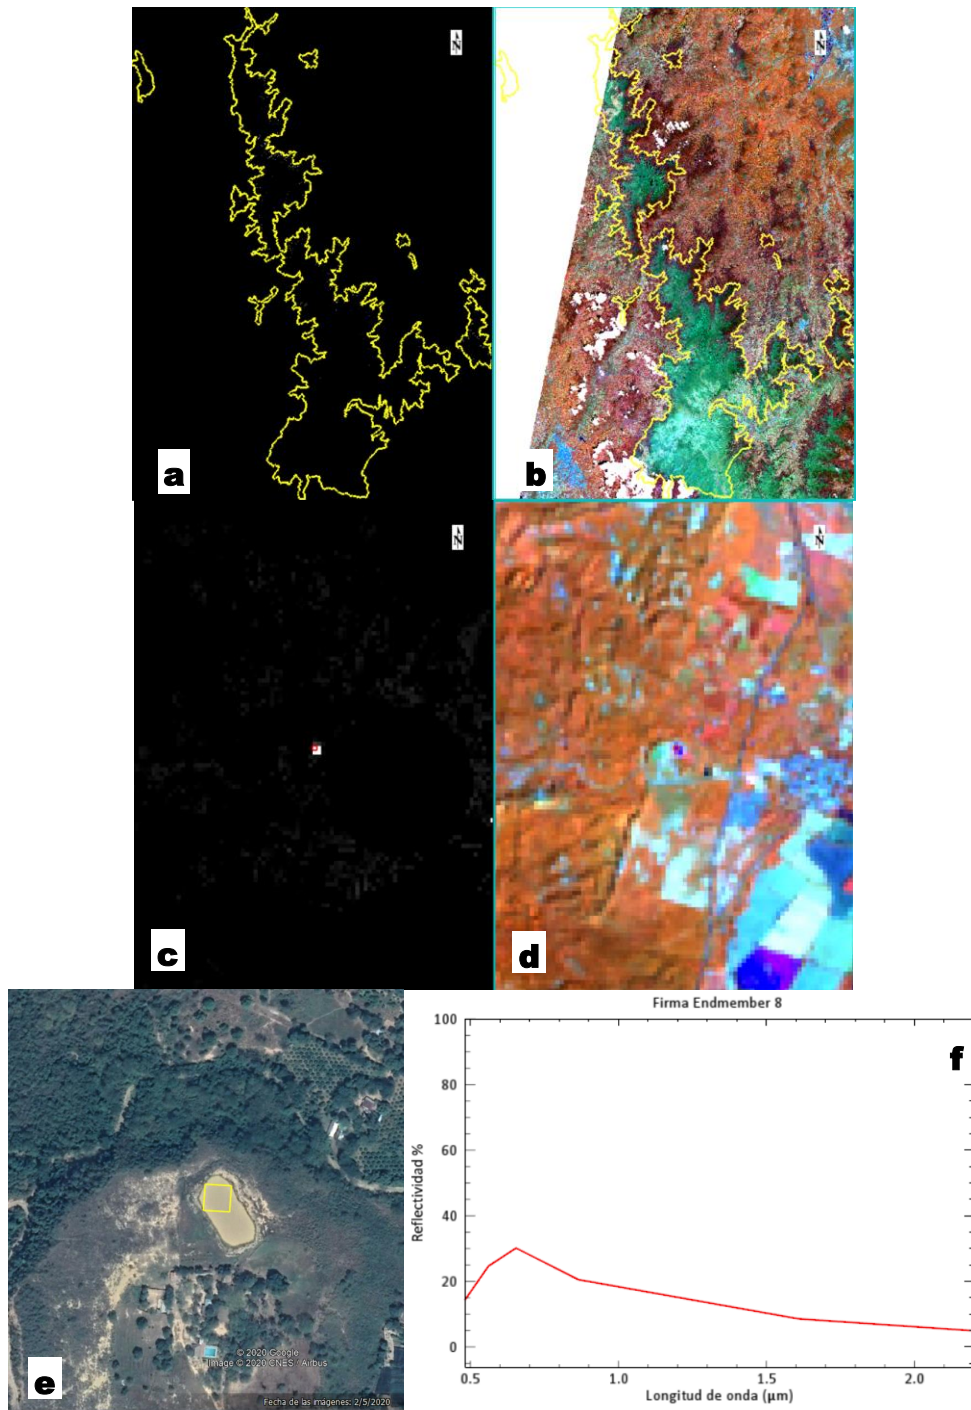 N
N
a
b
N
N
c
d
© 2020 Google
Image © 2020 CNES / Airbus
Fecha de las imágenes: 2/5/2020
e
Firma Endmember 8
100
80
60
40
20
0
Reflectividad %
0.5
1.0
1.5
2.0
Longitud de onda (µm)
f